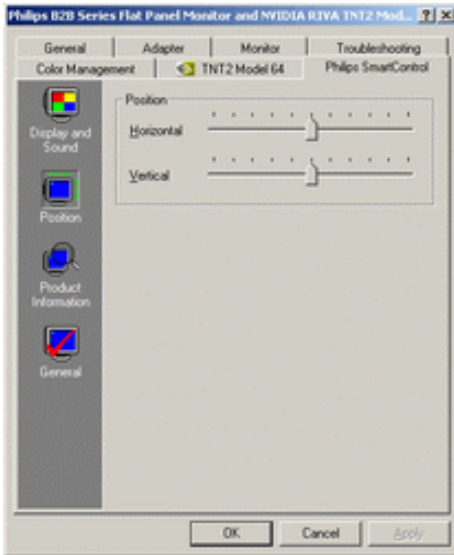 Philips B2B Series Flat Panel Monitor and NVIDIA RIVA TNT2 Mod...
General Adapter Monitor Troubleshooting
Color Management TNT2 Model 64 Philips SmartControl
Display and
Sound
Position
Product
Information
General
Position
Horizontal
Vertical
OK Cancel Apply